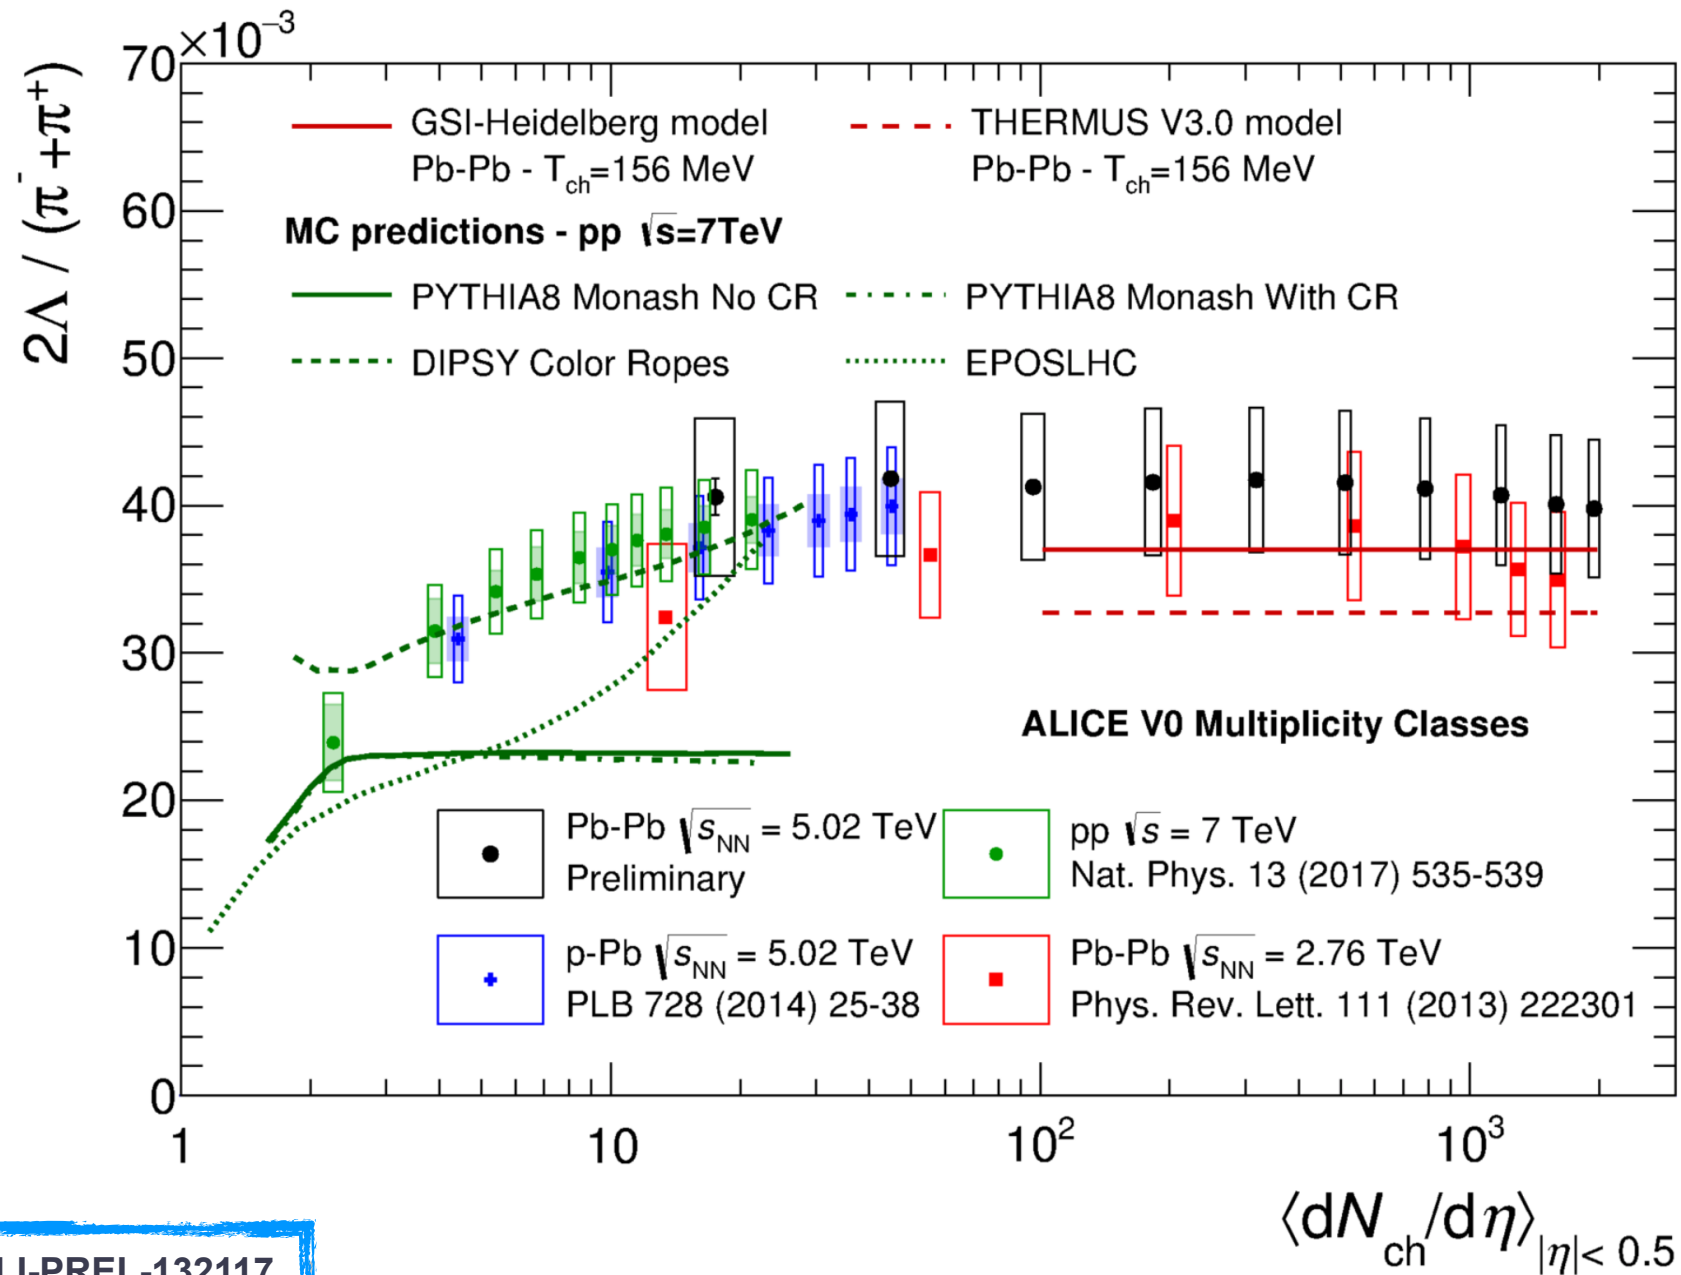 70×10⁻³
60
50
40
30
20
10
0
2Λ / (π⁻+π⁺)
GSI-Heidelberg model
Pb-Pb - T_ch=156 MeV
THERMUS V3.0 model
Pb-Pb - T_ch=156 MeV
MC predictions - pp √s=7TeV
PYTHIA8 Monash No CR
PYTHIA8 Monash With CR
DIPSY Color Ropes
EPOSLHC
ALICE V0 Multiplicity Classes
Pb-Pb √s_NN = 5.02 TeV
Preliminary
pp √s = 7 TeV
Nat. Phys. 13 (2017) 535-539
p-Pb √s_NN = 5.02 TeV
PLB 728 (2014) 25-38
Pb-Pb √s_NN = 2.76 TeV
Phys. Rev. Lett. 111 (2013) 222301
1 10 10² 10³
⟨dN_ch/dη⟩|η|< 0.5
LI-PREL-132117